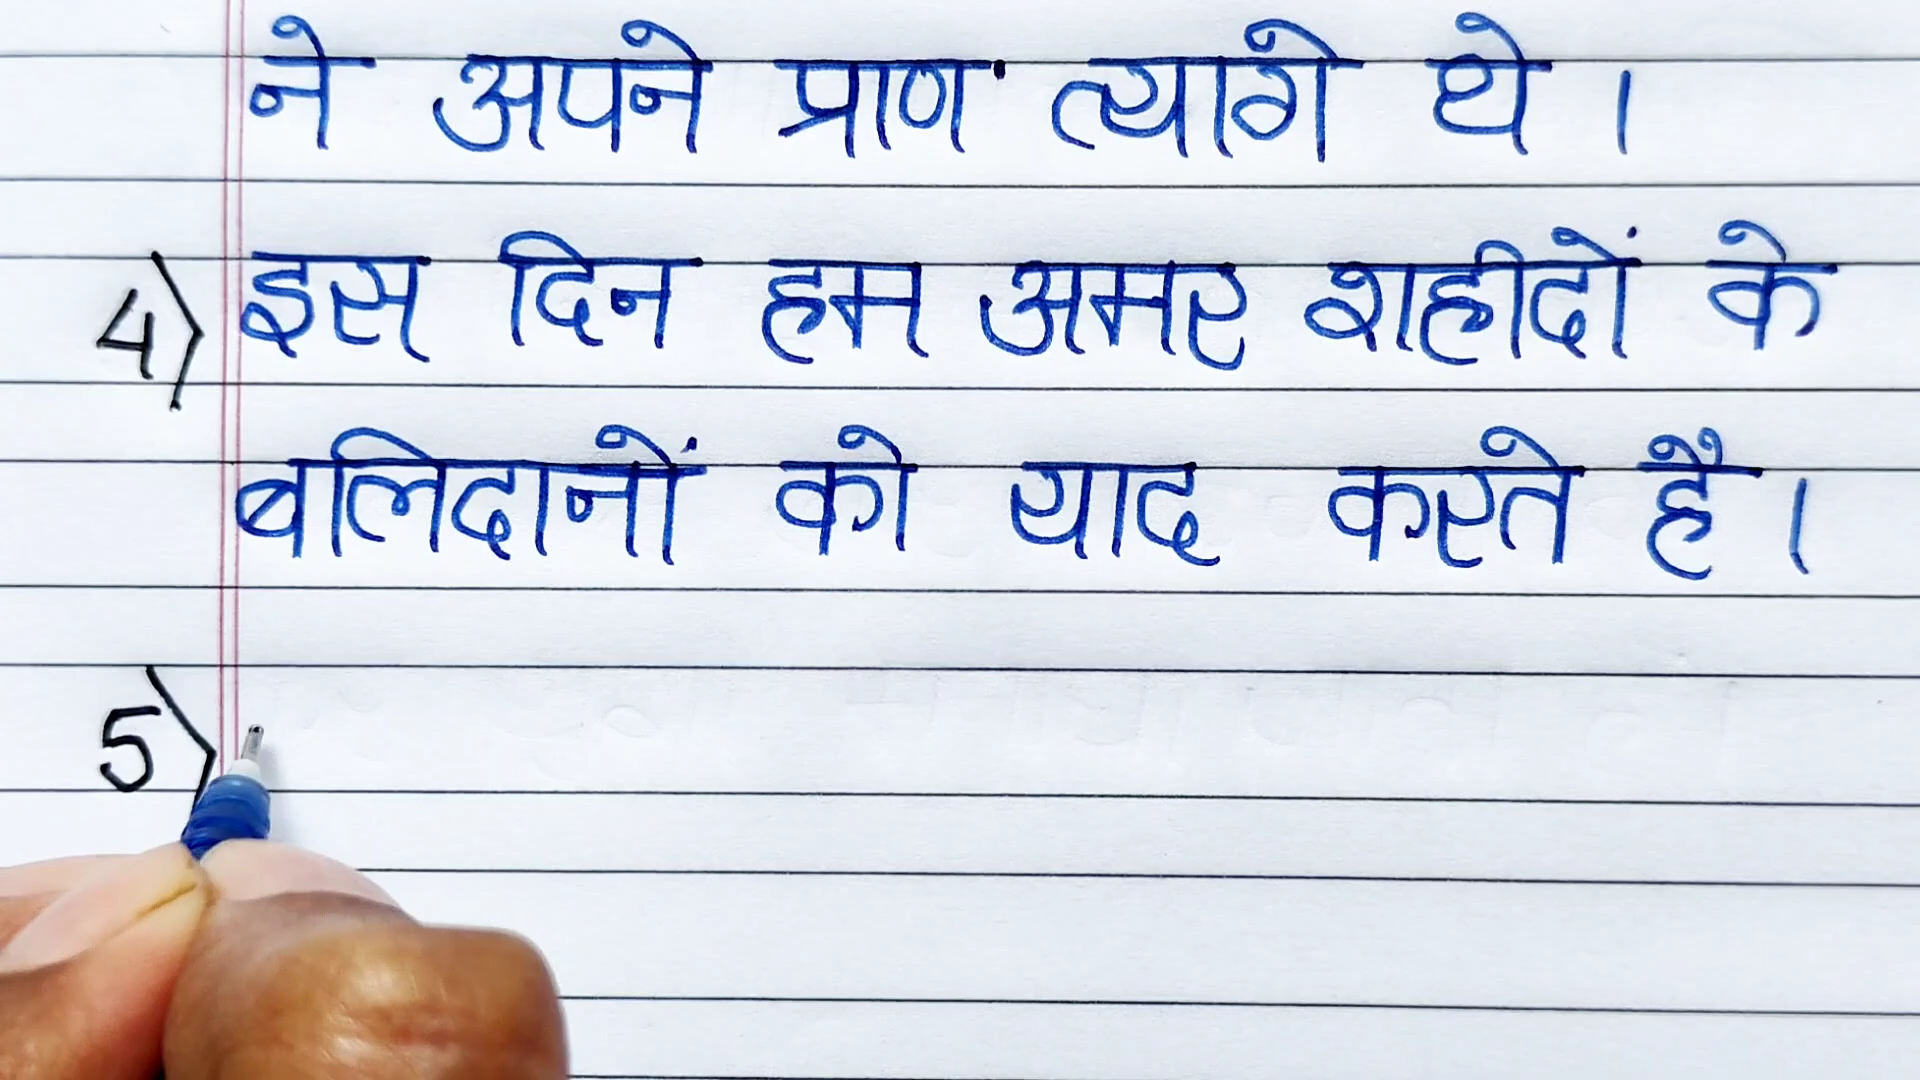 ने अपने प्राण त्यागे थे ।
4) इस दिन हम अमर शहीदों के
बलिदानों को याद करते है ।
5)